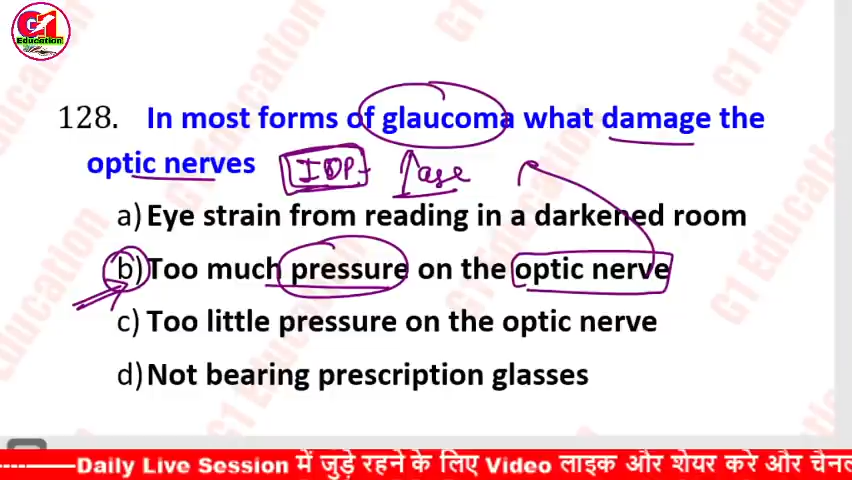 G1
Education
128. In most forms of glaucoma what damage the
optic nerves
IOP
↑ase
a) Eye strain from reading in a darkened room
b) Too much pressure on the optic nerve
c) Too little pressure on the optic nerve
d) Not bearing prescription glasses
----——Daily Live Session में जुड़े रहने के लिए Video लाइक और शेयर करे और चैनल